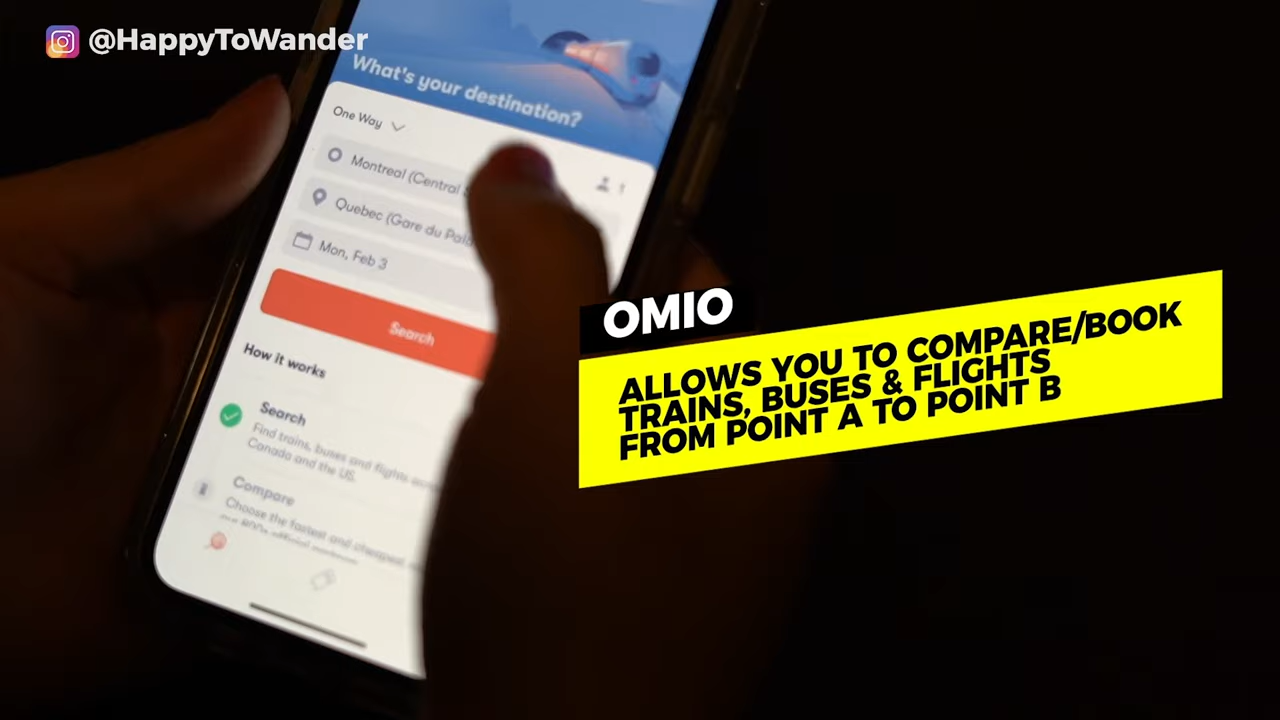 @HappyToWander
What's your destination?
One Way
1
Montreal (Central
Quebec (Gare du
Mon, Feb 3
Search
How it works
Search
Find trains, buses and flights
Canada and the US.
Compare
Choose the fastest and cheapest
OMIO
ALLOWS YOU TO COMPARE/BOOK
TRAINS, BUSES & FLIGHTS
FROM POINT A TO POINT B